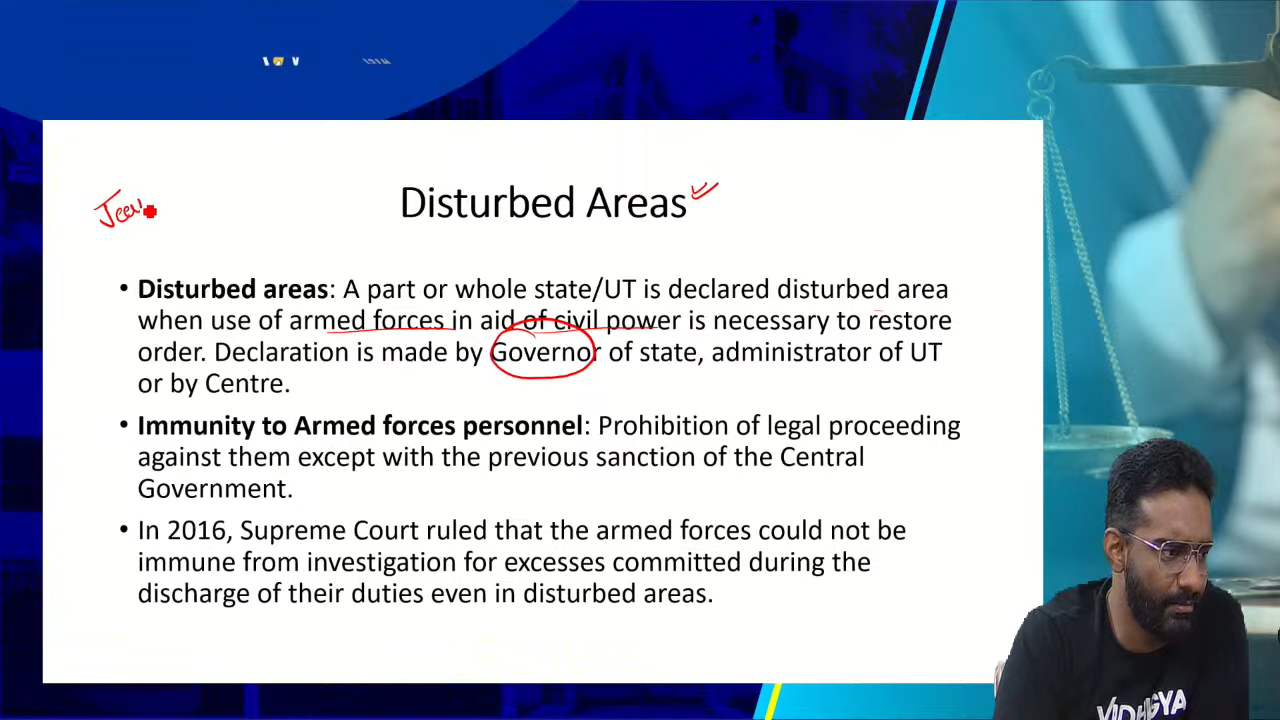 Disturbed Areas
• Disturbed areas: A part or whole state/UT is declared disturbed area
when use of armed forces in aid of civil power is necessary to restore
order. Declaration is made by Governor of state, administrator of UT
or by Centre.
• Immunity to Armed forces personnel: Prohibition of legal proceeding
against them except with the previous sanction of the Central
Government.
• In 2016, Supreme Court ruled that the armed forces could not be
immune from investigation for excesses committed during the
discharge of their duties even in disturbed areas.
VIDHIGYA